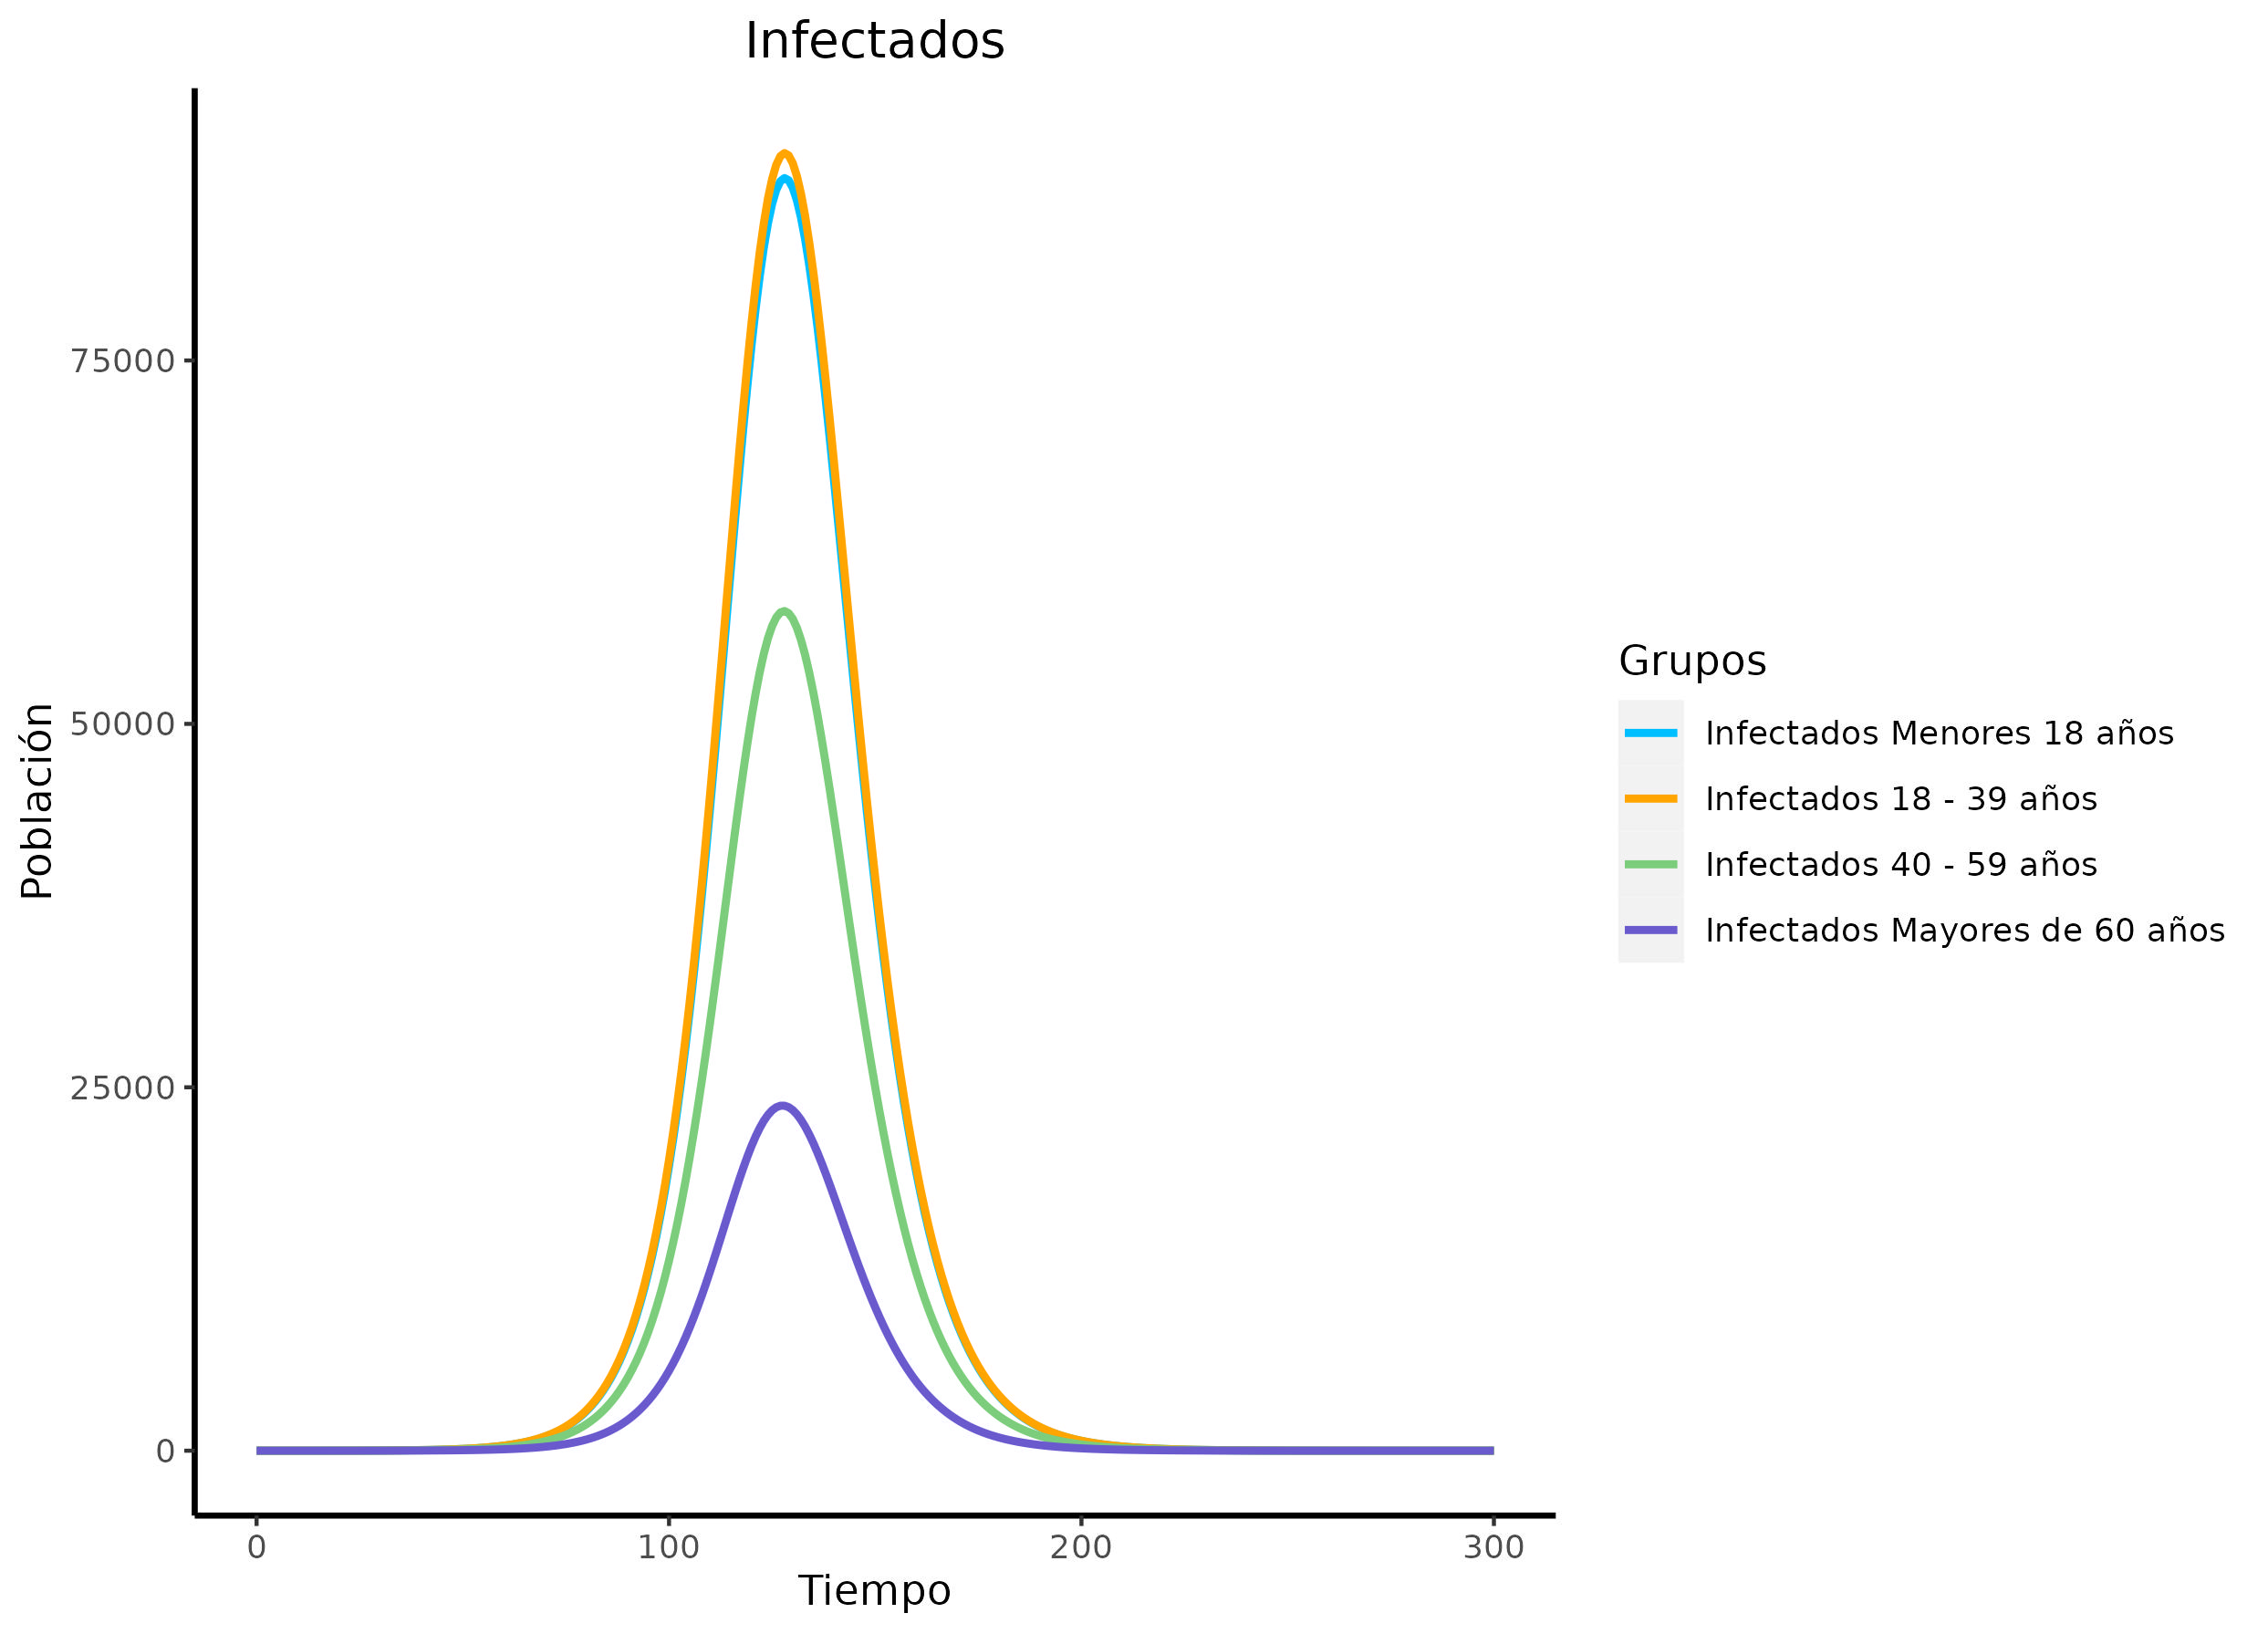 Infectados
Población
75000
50000
25000
0
0 100 200 300
Tiempo
Grupos
Infectados Menores 18 años
Infectados 18 - 39 años
Infectados 40 - 59 años
Infectados Mayores de 60 años